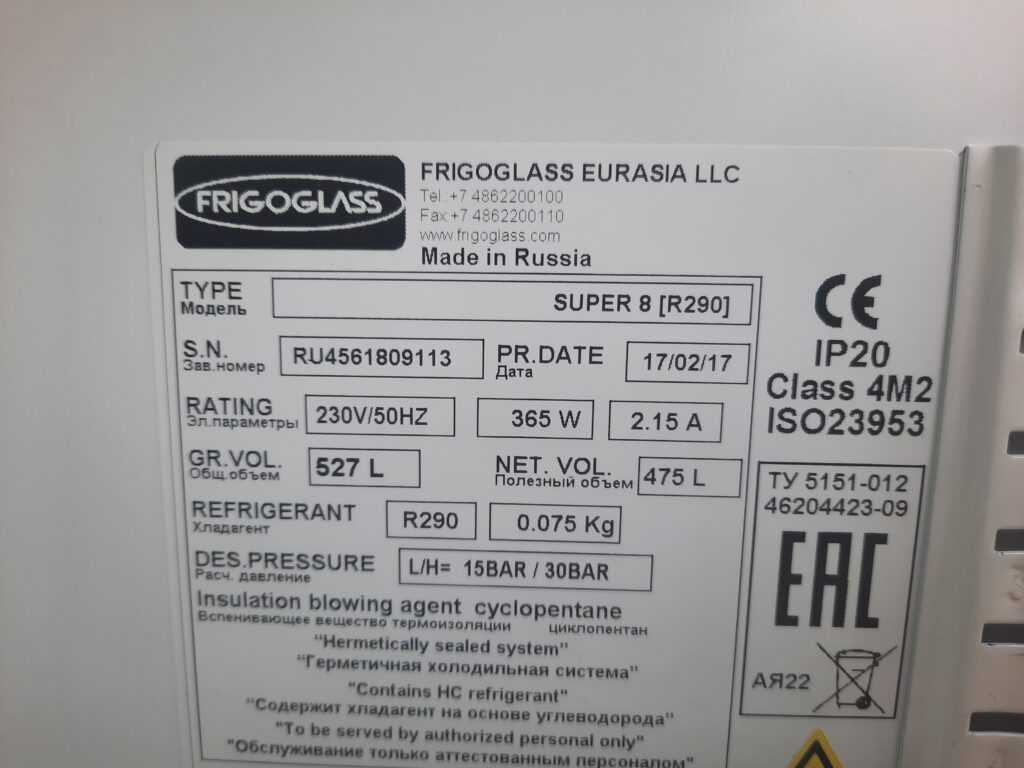 FRIGOGLASS
FRIGOGLASS EURASIA LLC
Tel.:+7 4862200100
Fax:+7 4862200110
www.frigoglass.com
Made in Russia
TYPE SUPER 8 [R290]
Модель
S.N. RU4561809113 PR.DATE 17/02/17
Зав.номер Дата
RATING 230V/50HZ 365 W 2.15 A
Эл.параметры
GR.VOL. 527 L NET. VOL. 475 L
Общ.объем Полезный объем
REFRIGERANT R290 0.075 Kg
Хладагент
DES.PRESSURE L/H= 15BAR / 30BAR
Расч. давление
Insulation blowing agent cyclopentane
Вспенивающее вещество термоизоляции циклопентан
"Hermetically sealed system"
"Герметичная холодильная система"
"Contains HC refrigerant"
"Содержит хладагент на основе углеводорода"
"To be served by authorized personal only"
"Обслуживание только аттестованным персоналом"
CE
IP20
Class 4M2
ISO23953
ТУ 5151-012
46204423-09
EAC
АЯ22